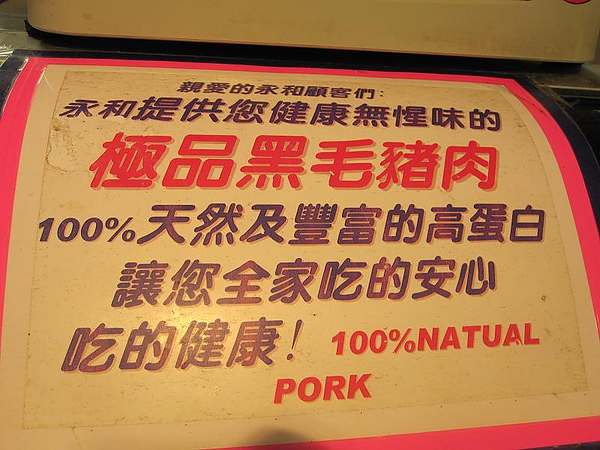 親愛的永和顧客們:
永和提供您健康無惺味的
極品黑毛豬肉
100%天然及豐富的高蛋白
讓您全家吃的安心
吃的健康! 100%NATUAL
PORK